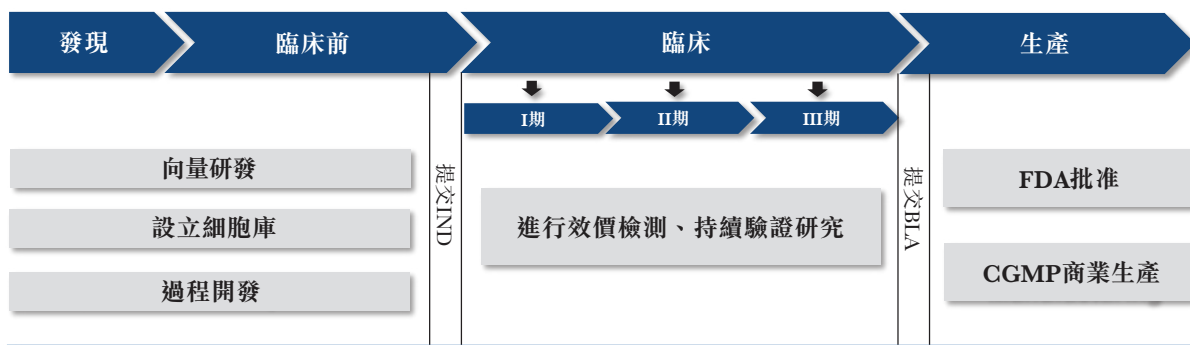 發現
臨床前
臨床
生產
I期
II期
III期
向量研發
設立細胞庫
過程開發
提交IND
進行效價檢測、持續驗證研究
提交BLA
FDA批准
CGMP商業生產